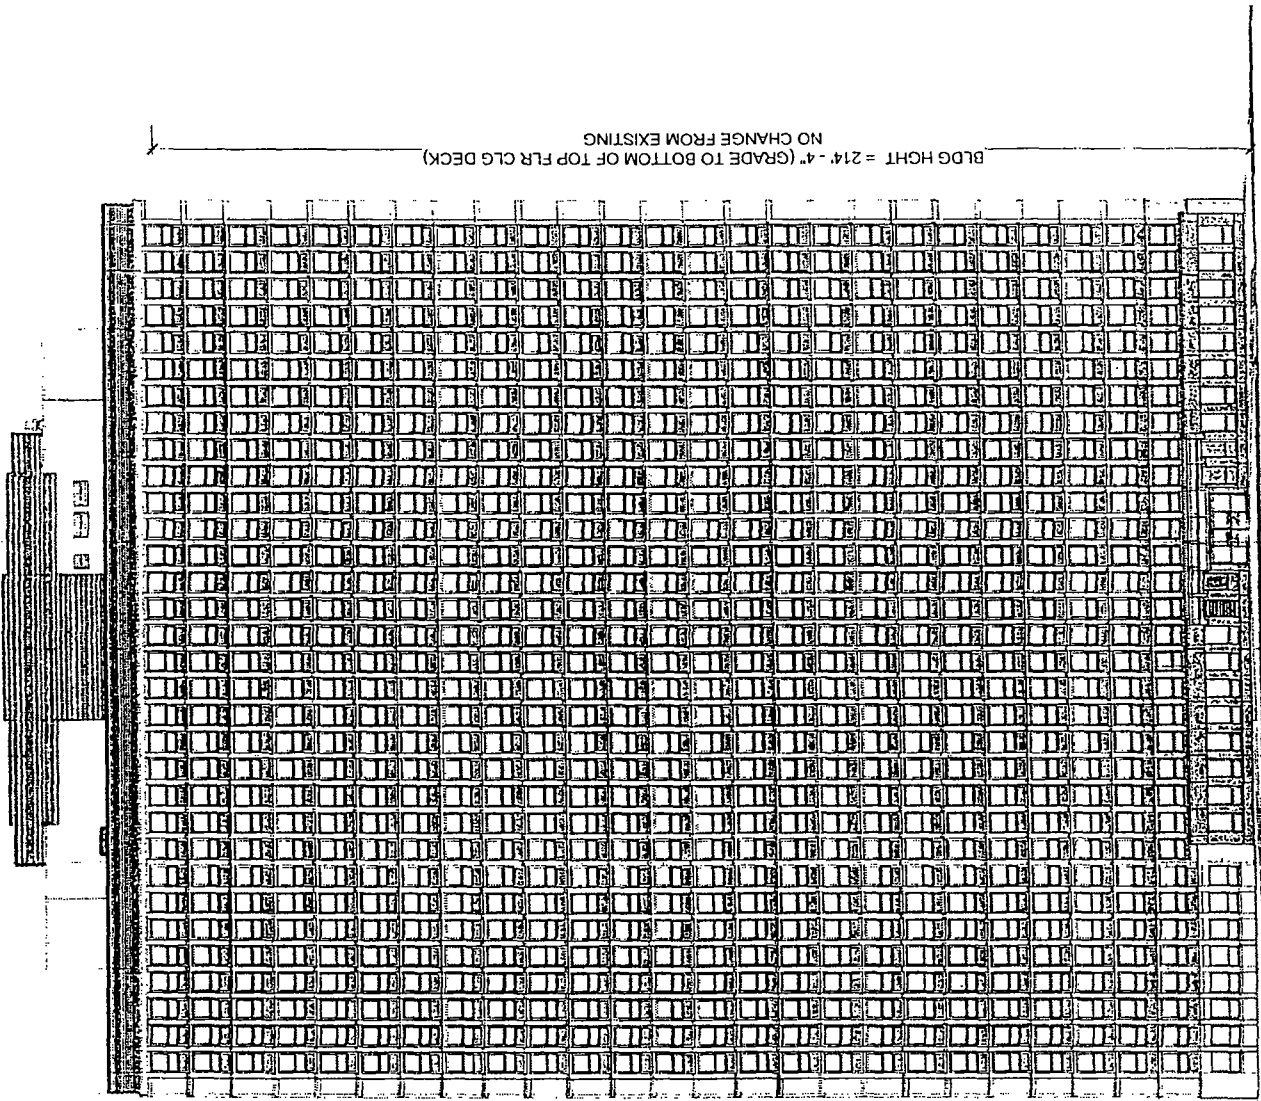 BLDG HGHT = 214' - 4" (GRADE TO BOTTOM OF TOP FLR CLG DECK)
NO CHANGE FROM EXISTING